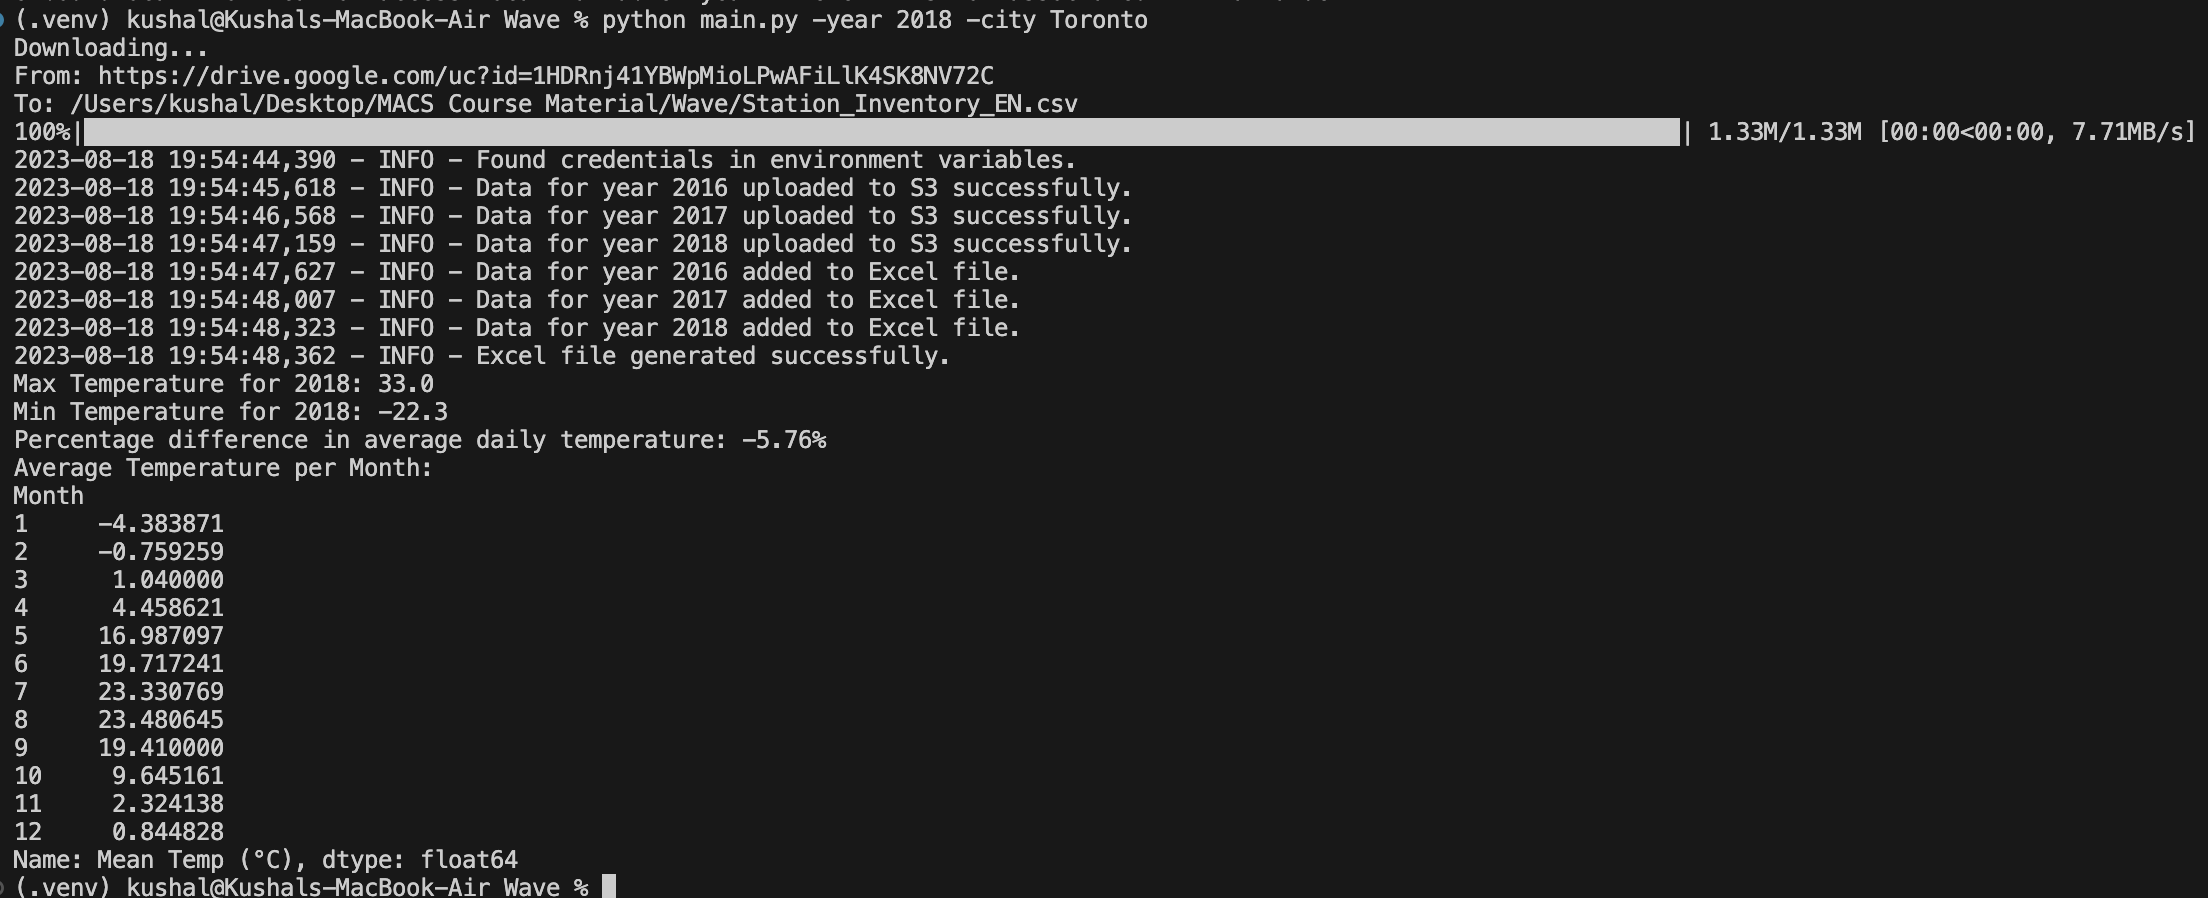 (.venv) kushal@Kushals-MacBook-Air Wave % python main.py -year 2018 -city Toronto
Downloading...
From: https://drive.google.com/uc?id=1HDRnj41YBWpMioLPwAFiLlK4SK8NV72C
To: /Users/kushal/Desktop/MACS Course Material/Wave/Station_Inventory_EN.csv
100%| | 1.33M/1.33M [00:00<00:00, 7.71MB/s]
2023-08-18 19:54:44,390 - INFO - Found credentials in environment variables.
2023-08-18 19:54:45,618 - INFO - Data for year 2016 uploaded to S3 successfully.
2023-08-18 19:54:46,568 - INFO - Data for year 2017 uploaded to S3 successfully.
2023-08-18 19:54:47,159 - INFO - Data for year 2018 uploaded to S3 successfully.
2023-08-18 19:54:47,627 - INFO - Data for year 2016 added to Excel file.
2023-08-18 19:54:48,007 - INFO - Data for year 2017 added to Excel file.
2023-08-18 19:54:48,323 - INFO - Data for year 2018 added to Excel file.
2023-08-18 19:54:48,362 - INFO - Excel file generated successfully.
Max Temperature for 2018: 33.0
Min Temperature for 2018: -22.3
Percentage difference in average daily temperature: -5.76%
Average Temperature per Month:
Month
1     -4.383871
2     -0.759259
3      1.040000
4      4.458621
5     16.987097
6     19.717241
7     23.330769
8     23.480645
9     19.410000
10     9.645161
11     2.324138
12     0.844828
Name: Mean Temp (°C), dtype: float64
(.venv) kushal@Kushals-MacBook-Air Wave %